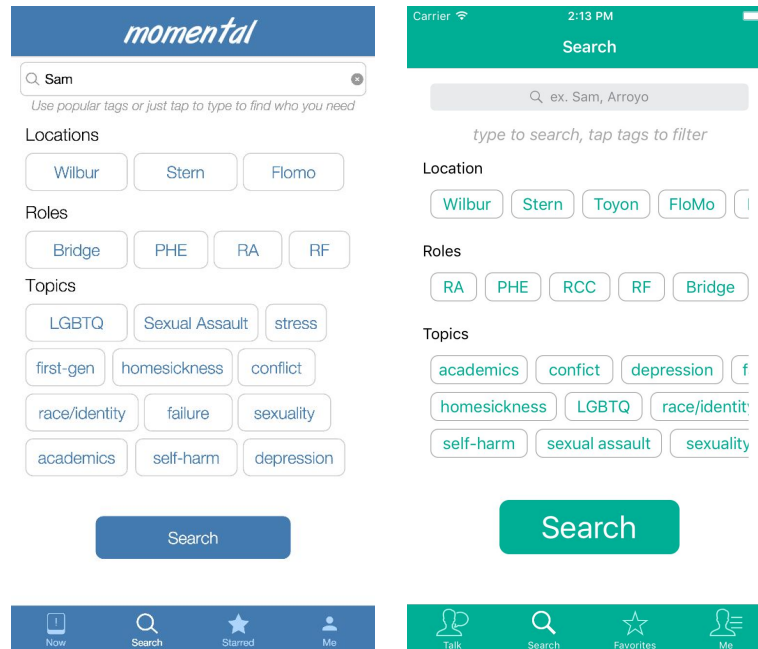 momental
Sam
Use popular tags or just tap to type to find who you need
Locations
Wilbur Stern Flomo
Roles
Bridge PHE RA RF
Topics
LGBTQ Sexual Assault stress
first-gen homesickness conflict
race/identity failure sexuality
academics self-harm depression
Search
Now Search Starred Me
Carrier 2:13 PM
Search
ex. Sam, Arroyo
type to search, tap tags to filter
Location
Wilbur Stern Toyon FloMo
Roles
RA PHE RCC RF Bridge
Topics
academics confict depression f
homesickness LGBTQ race/identity
self-harm sexual assault sexuality
Search
Talk Search Favorites Me